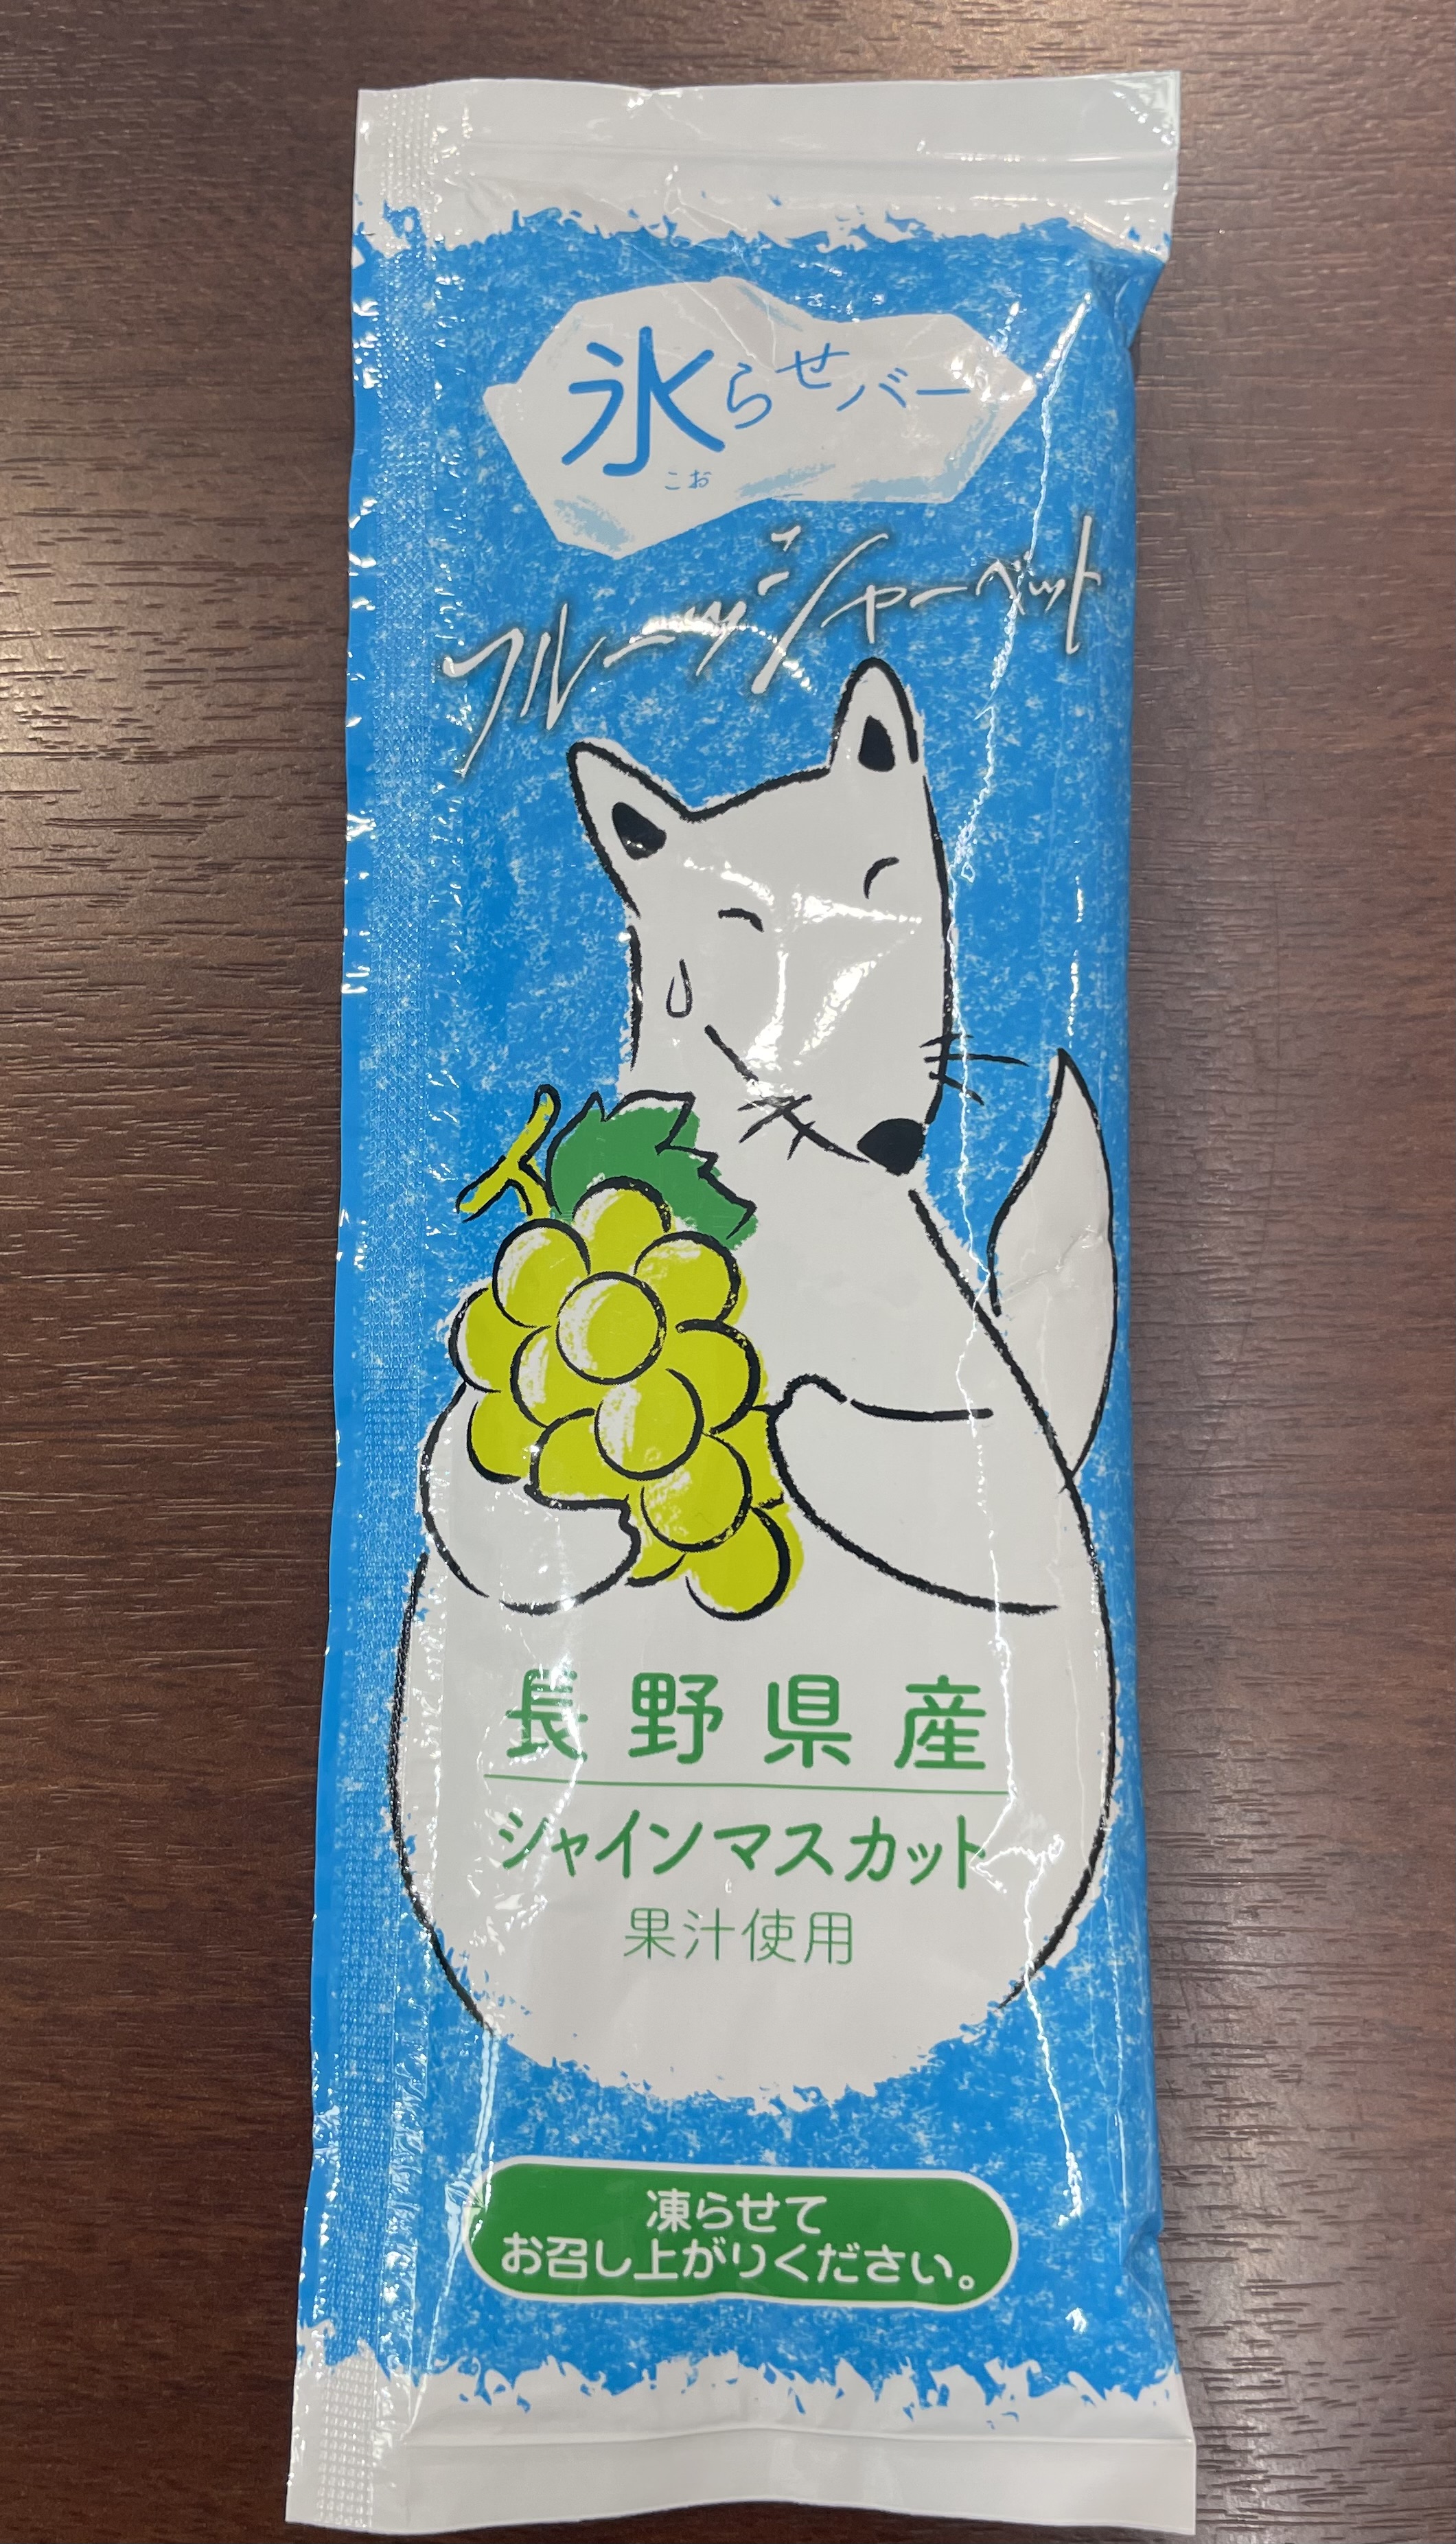 氷らせバー
こお
フルーツシャーベット
長野県産
シャインマスカット
果汁使用
凍らせて
お召し上がりください。